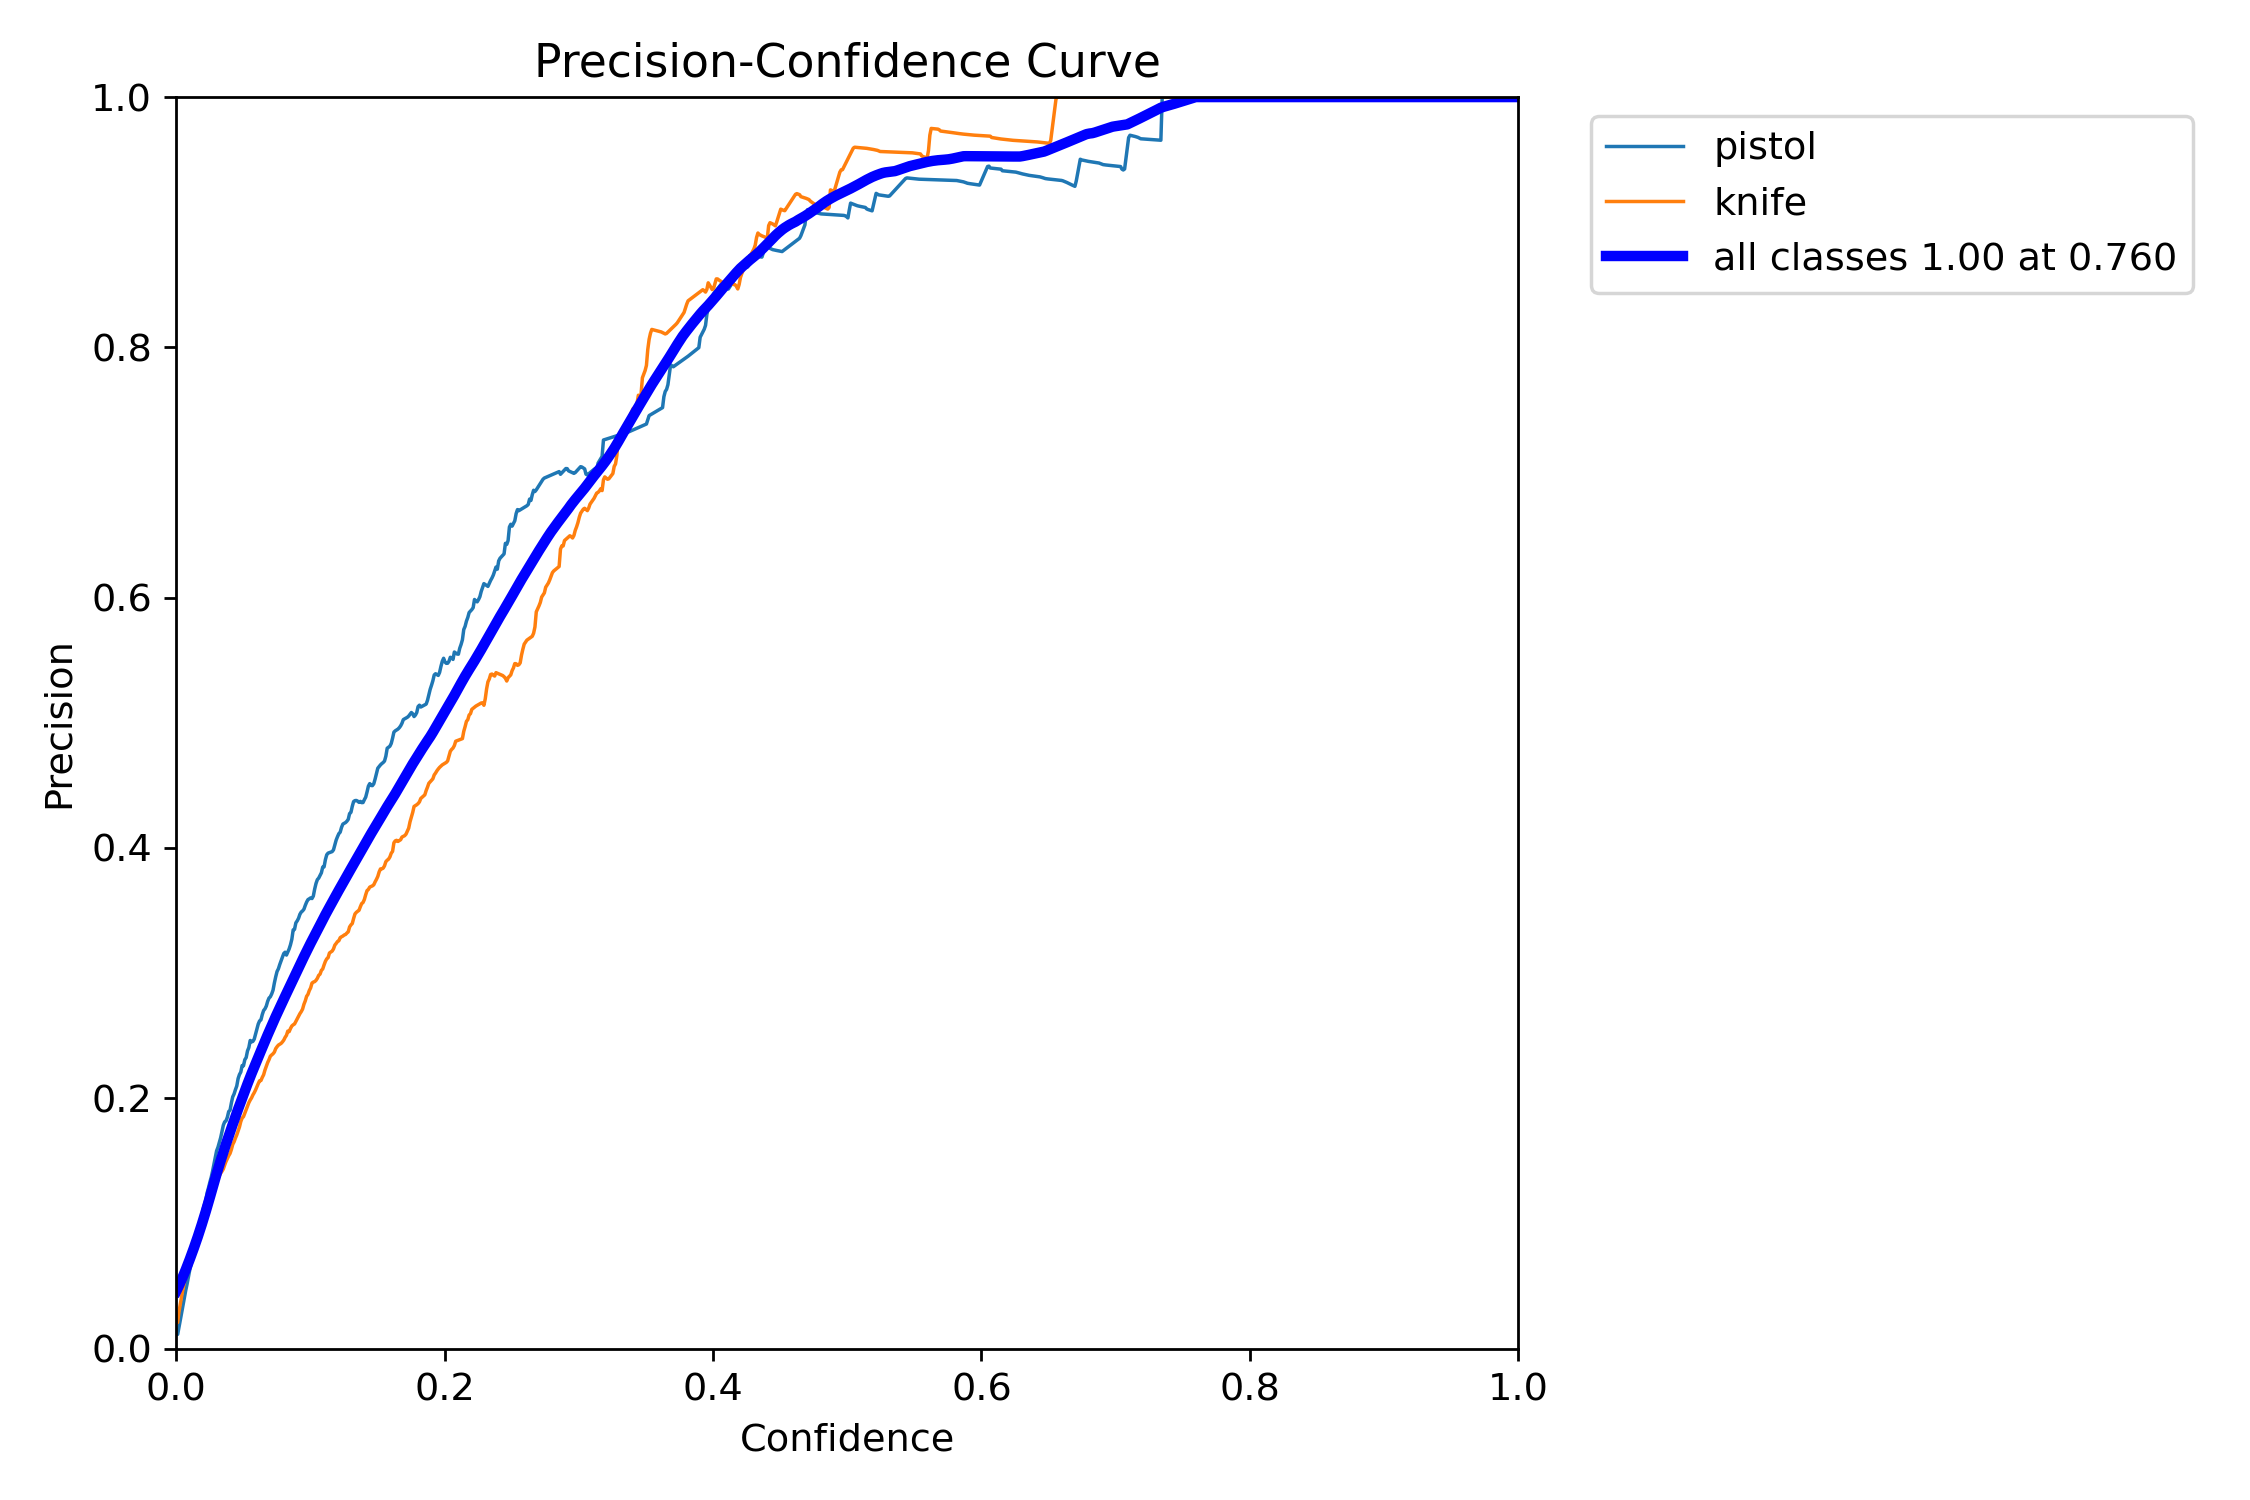 Precision-Confidence Curve
1.0
0.8
0.6
0.4
0.2
0.0
Precision
0.0 0.2 0.4 0.6 0.8 1.0
Confidence
pistol
knife
all classes 1.00 at 0.760